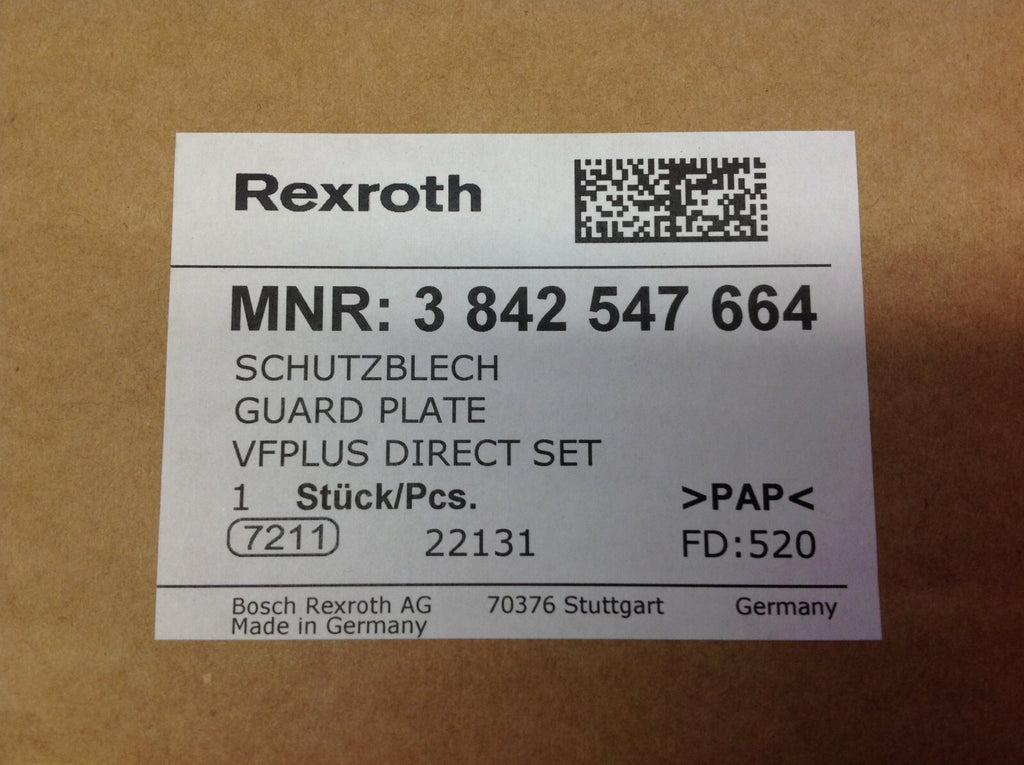 Rexroth
MNR: 3 842 547 664
SCHUTZBLECH
GUARD PLATE
VFPLUS DIRECT SET
1 Stück/Pcs. >PAP<
7211 22131 FD:520
Bosch Rexroth AG 70376 Stuttgart Germany
Made in Germany